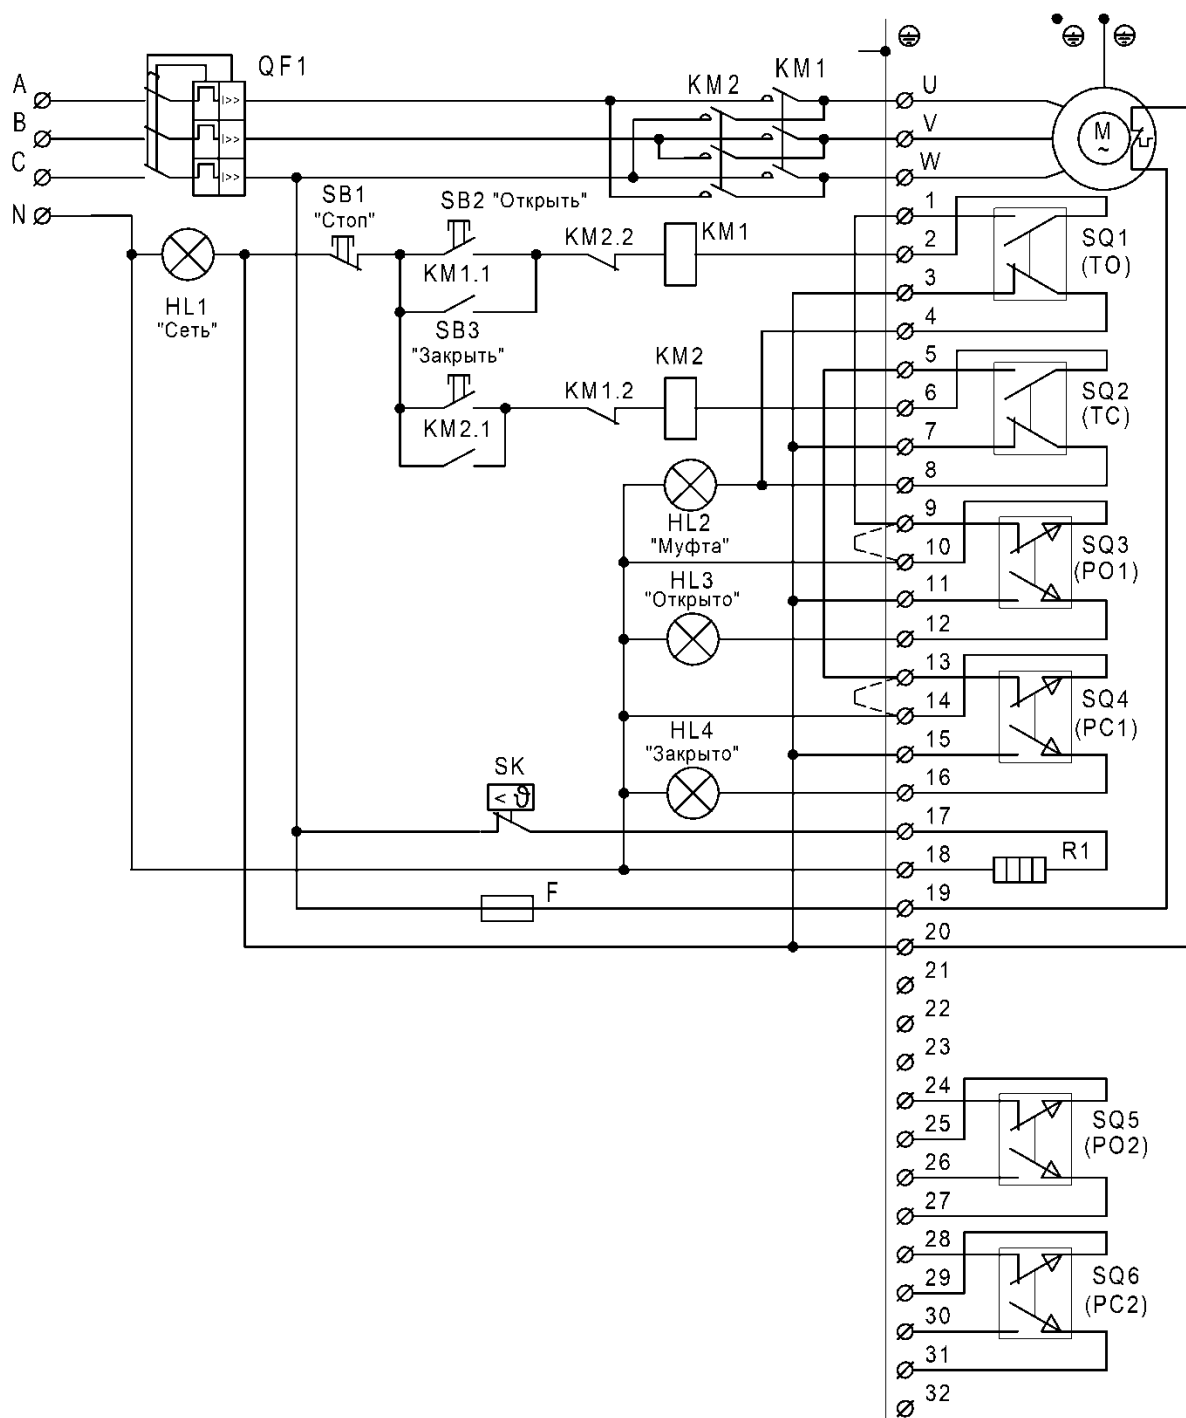 QF1
A
B
C
N
I>>
I>>
I>>
KM2
KM1
U
V
W
M
~
SB1
"Стоп"
SB2 "Открыть"
KM1.1
KM2.2
KM1
HL1
"Сеть"
SB3
"Закрыть"
KM2.1
KM1.2
KM2
HL2
"Муфта"
HL3
"Открыто"
HL4
"Закрыто"
SK
< ϑ
F
R1
1
2
3
4
5
6
7
8
9
10
11
12
13
14
15
16
17
18
19
20
21
22
23
24
25
26
27
28
29
30
31
32
SQ1
(TO)
SQ2
(TC)
SQ3
(PO1)
SQ4
(PC1)
SQ5
(PO2)
SQ6
(PC2)